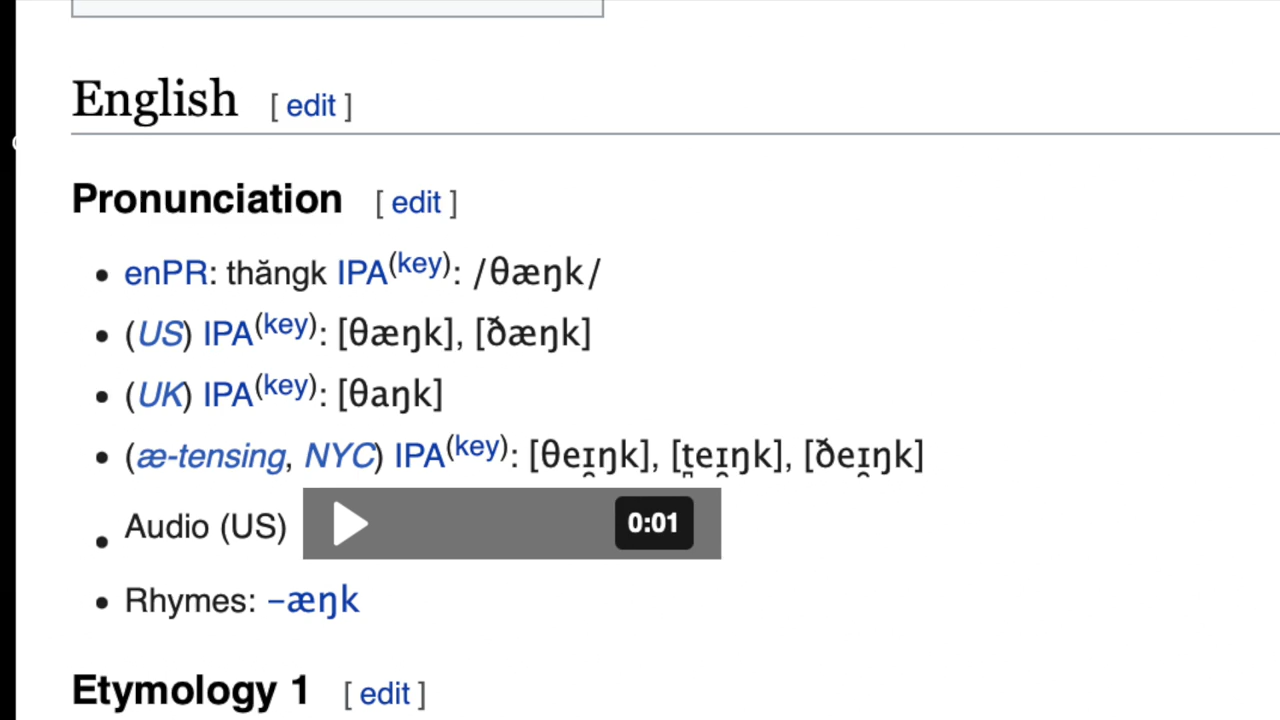 English [ edit ]
Pronunciation [ edit ]
• enPR: thăngk IPA(key): /θæŋk/
• (US) IPA(key): [θæŋk], [ðæŋk]
• (UK) IPA(key): [θaŋk]
• (æ-tensing, NYC) IPA(key): [θeɪ̯ŋk], [t̪eɪ̯ŋk], [ðeɪ̯ŋk]
• Audio (US) 0:01
• Rhymes: -æŋk
Etymology 1 [ edit ]